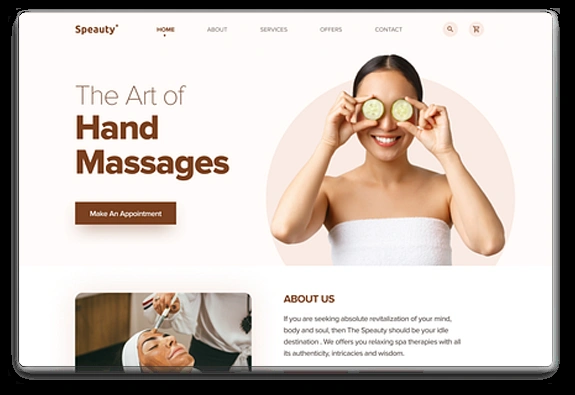 Speauty
HOME ABOUT SERVICES OFFERS CONTACT
The Art of
Hand
Massages
Make An Appointment
ABOUT US
If you are seeking absolute revitalization of your mind,
body and soul, then The Speauty should be your idle
destination . We offers you relaxing spa therapies with all
its authenticity, intricacies and wisdom.